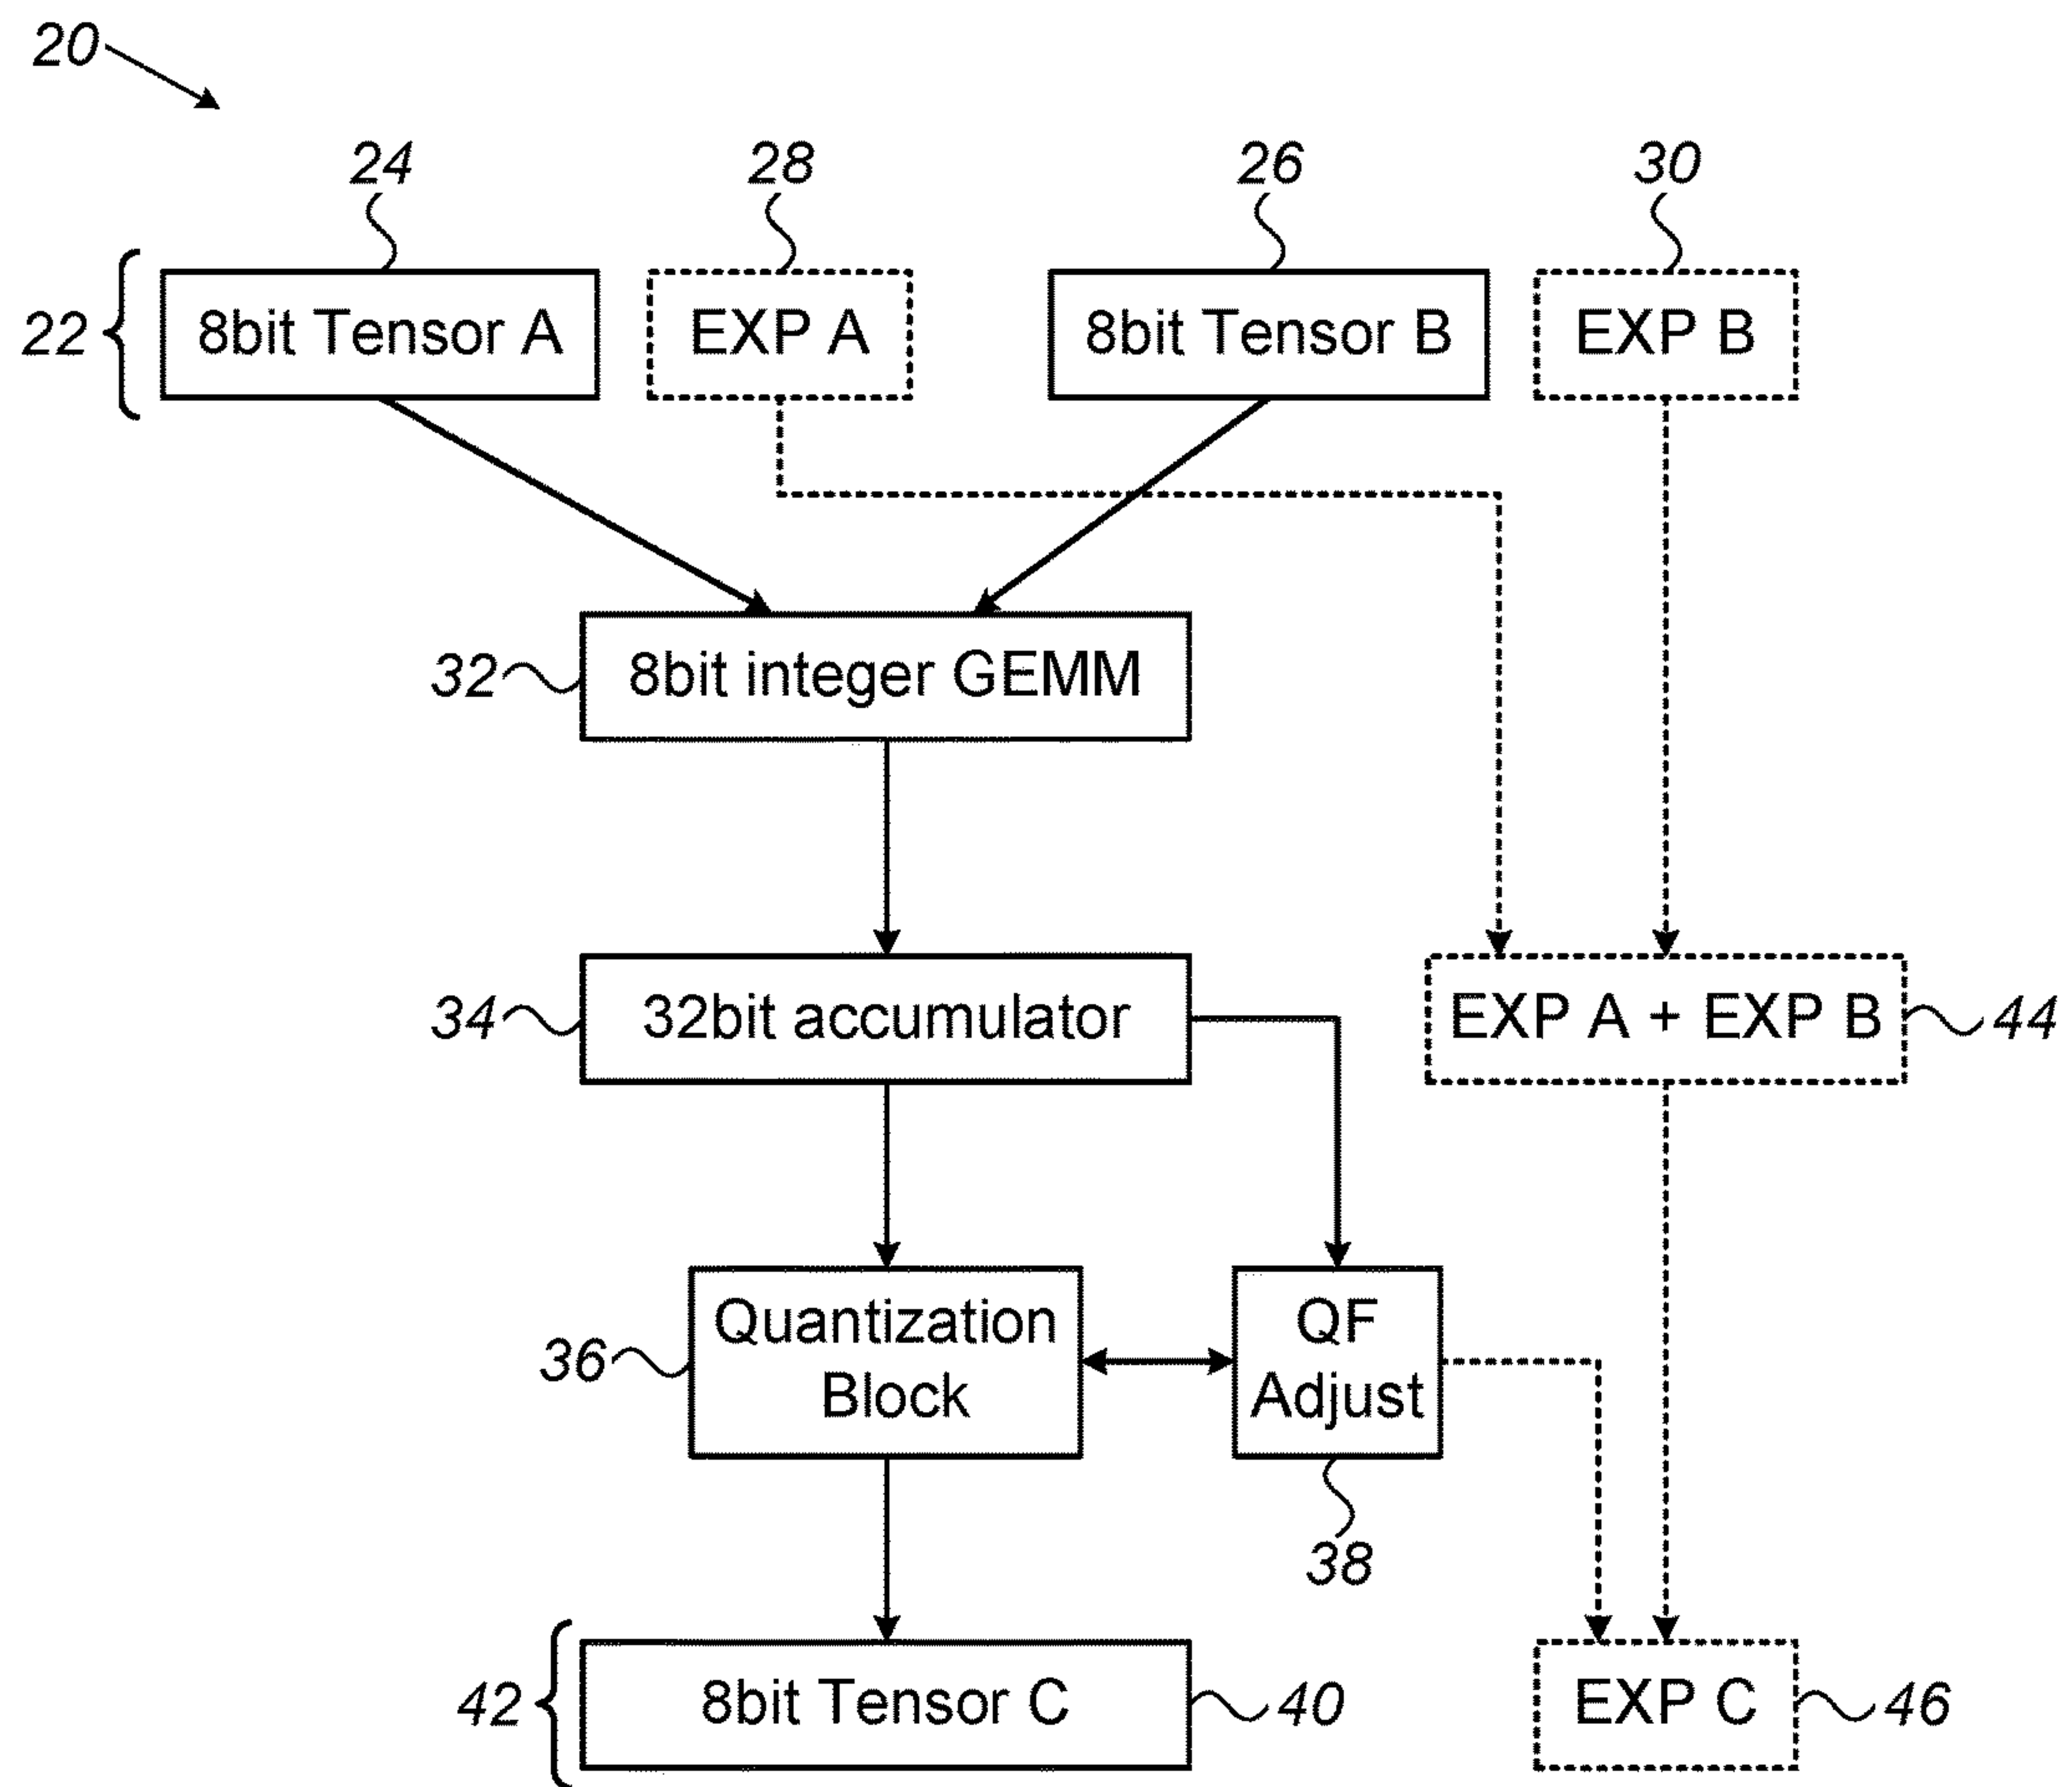 20
24
28
26
30
22
8bit Tensor A
EXP A
8bit Tensor B
EXP B
32
8bit integer GEMM
34
32bit accumulator
EXP A + EXP B
44
36
Quantization
Block
QF
Adjust
38
42
8bit Tensor C
40
EXP C
46